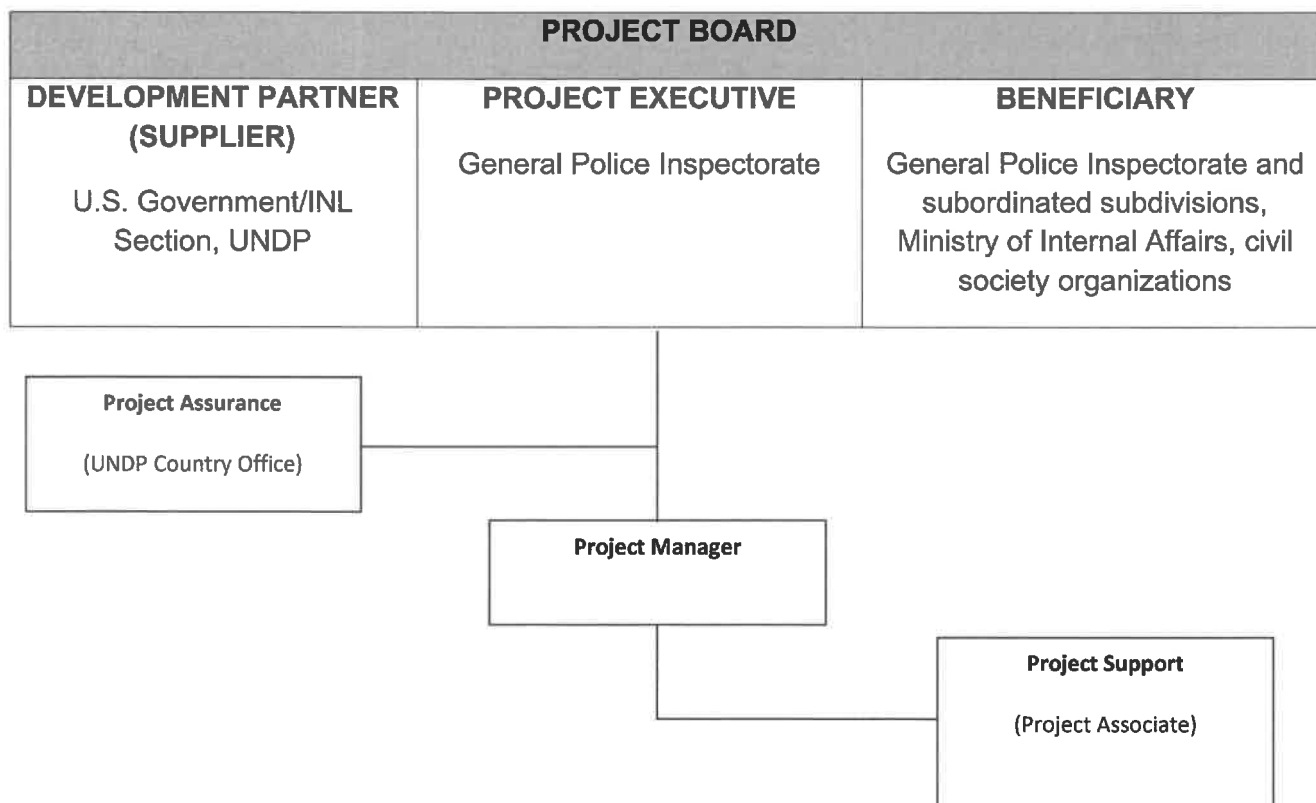 PROJECT BOARD
DEVELOPMENT PARTNER
(SUPPLIER)
U.S. Government/INL
Section, UNDP
PROJECT EXECUTIVE
General Police Inspectorate
BENEFICIARY
General Police Inspectorate and
subordinated subdivisions,
Ministry of Internal Affairs, civil
society organizations
Project Assurance
(UNDP Country Office)
Project Manager
Project Support
(Project Associate)